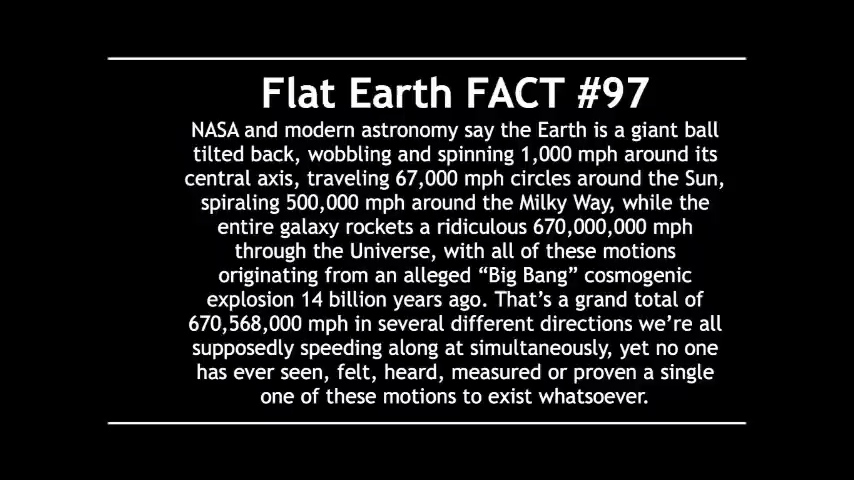 Flat Earth FACT #97
NASA and modern astronomy say the Earth is a giant ball
tilted back, wobbling and spinning 1,000 mph around its
central axis, traveling 67,000 mph circles around the Sun,
spiraling 500,000 mph around the Milky Way, while the
entire galaxy rockets a ridiculous 670,000,000 mph
through the Universe, with all of these motions
originating from an alleged “Big Bang” cosmogenic
explosion 14 billion years ago. That’s a grand total of
670,568,000 mph in several different directions we’re all
supposedly speeding along at simultaneously, yet no one
has ever seen, felt, heard, measured or proven a single
one of these motions to exist whatsoever.